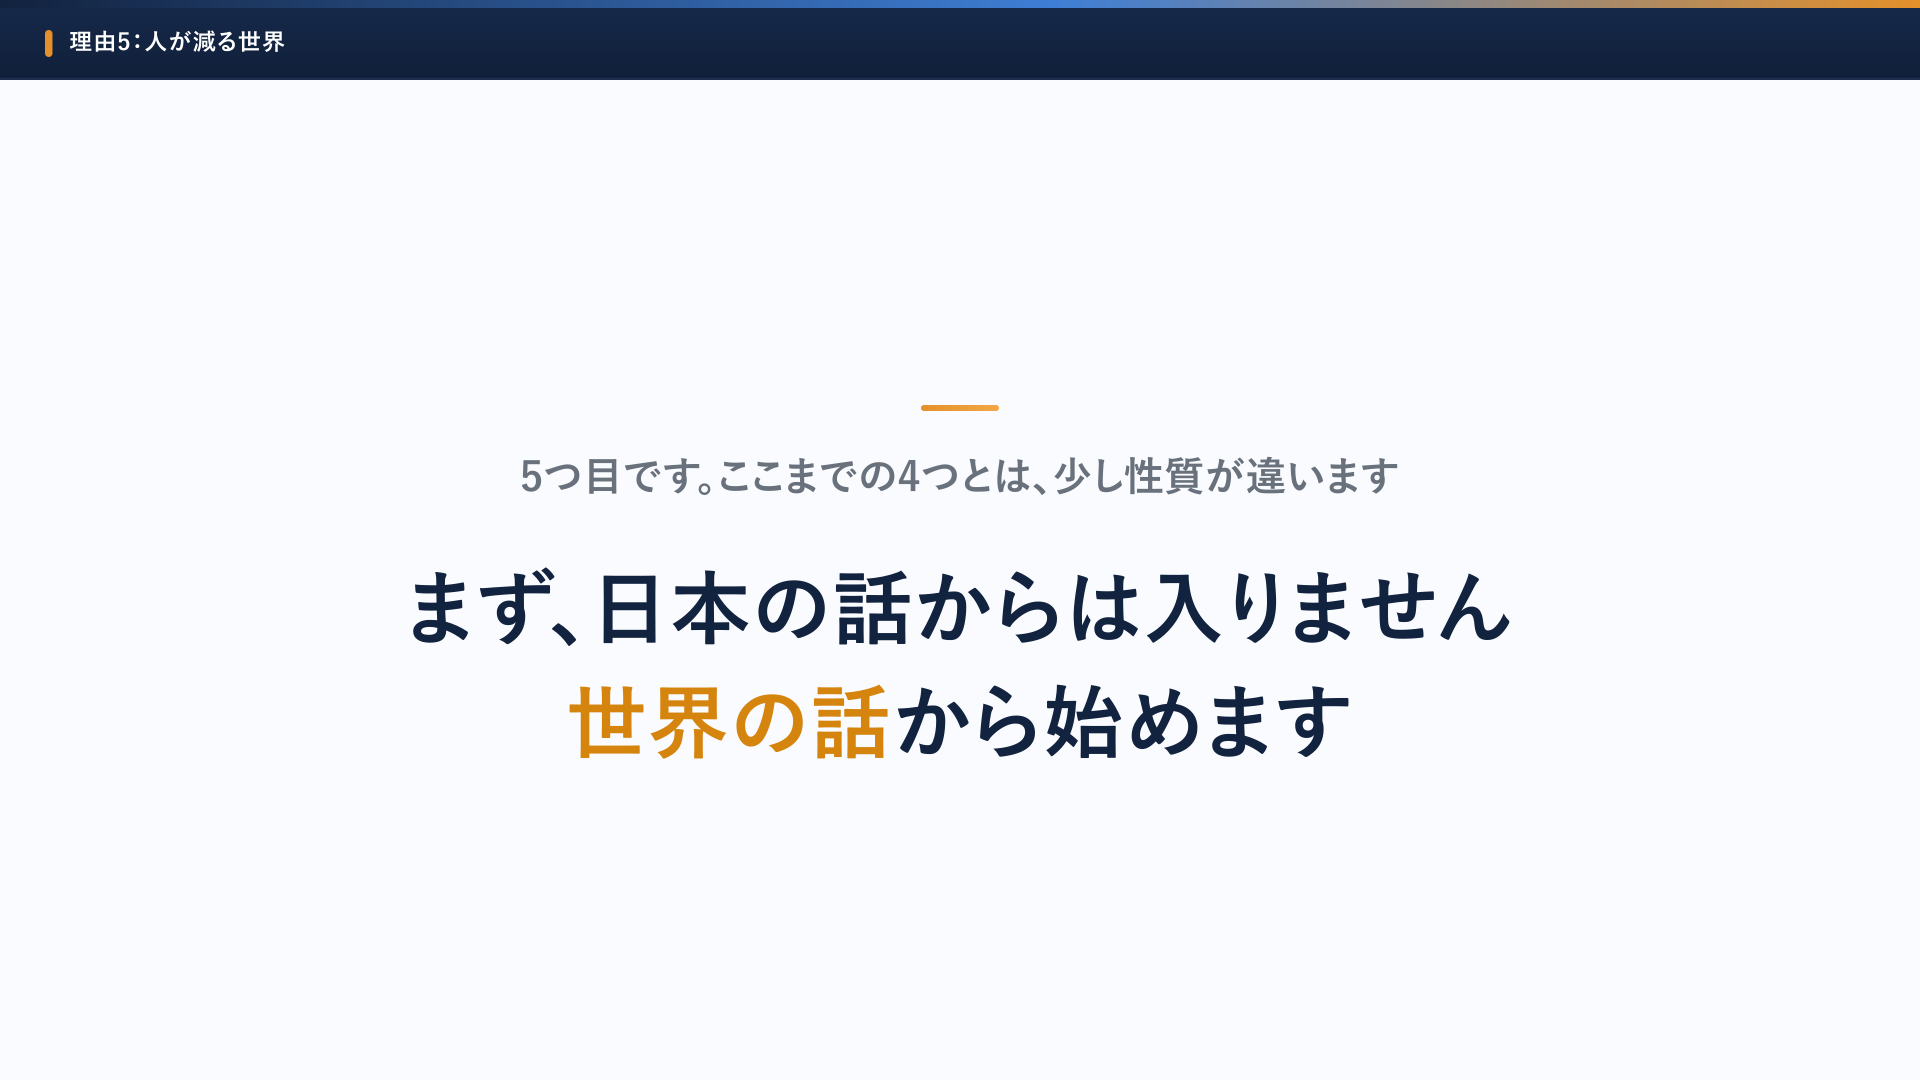 理由5：人が減る世界
5つ目です。ここまでの4つとは、少し性質が違います
まず、日本の話からは入りません
世界の話から始めます